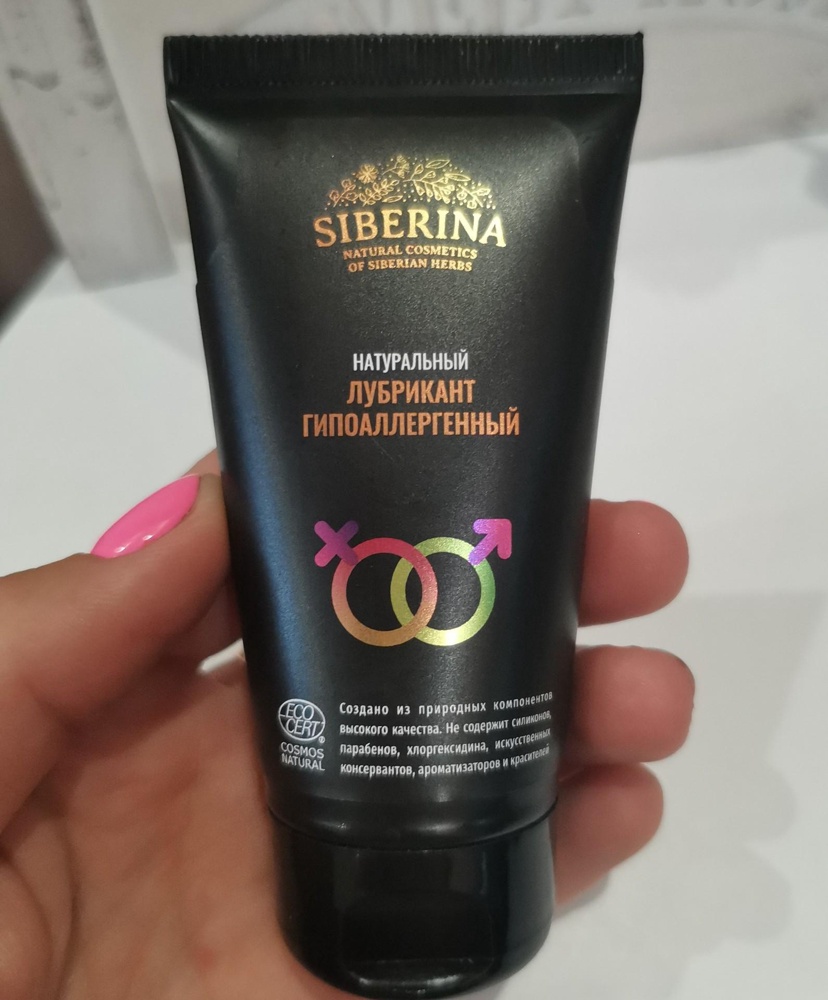 SIBERINA
NATURAL COSMETICS
OF SIBERIAN HERBS
НАТУРАЛЬНЫЙ
ЛУБРИКАНТ
ГИПОАЛЛЕРГЕННЫЙ
ECO
CERT®
COSMOS
NATURAL
Создано из природных компонентов
высокого качества. Не содержит силиконов,
парабенов, хлоргексидина, искусственных
консервантов, ароматизаторов и красителей